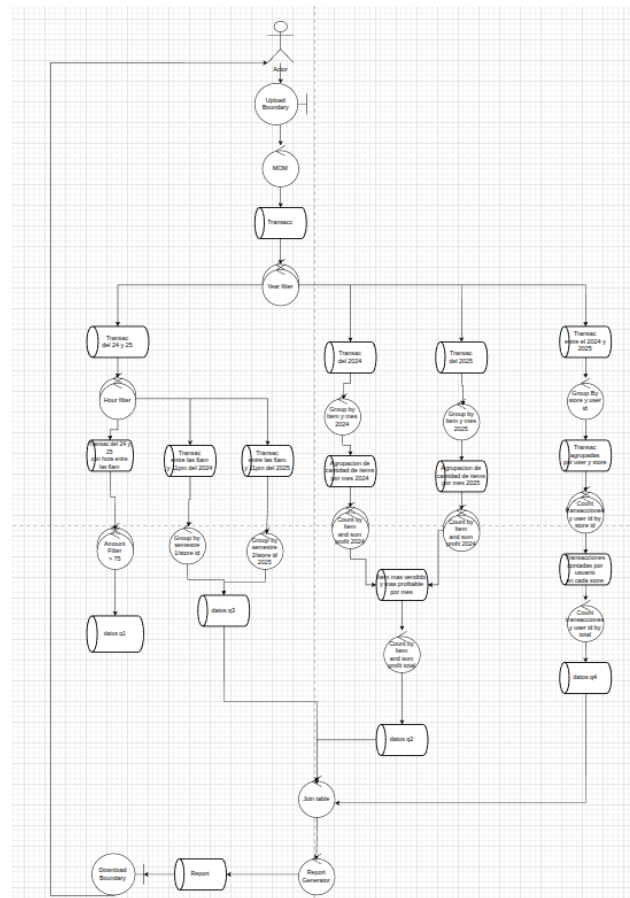 Actor
Upload
Boundary
MOM
Transacc
Year filter
Transac
del 24 y 25
Transac
del 2024
Transac
del 2025
Transac
entre el 2024 y
2025
Hour filter
Group by
Item y mes
2024
Group by
Item y mes
2025
Group By
store y user
id
transac del 24 y
25
con hora entre
las 6am
Transac
entre las 6am
y 11pm del 2024
Transac
entre las 6am
y 11pm del 2025
Agrupacion de
cantidad de items
por mes 2024
Agrupacion de
cantidad de items
por mes 2025
Transac
agrupadas
por user y store
Amount
Filter
> 75
Group by
semestre
1/store id
Group by
semestre
2/store id
2025
Count by
Item
and sum
profit 2024
Count by
Item
and sum
profit 2024
Count
transacciones
y user id by
store id
Transacciones
contadas por
usuario
en cada store
Item mas vendido
y mas profitable
por mes
datos q1
datos q3
Count by
Item
and sum
profit total
Count
transacciones
y user id by
total
datos q4
datos q2
Join table
Download
Boundary
Report
Report
Generator